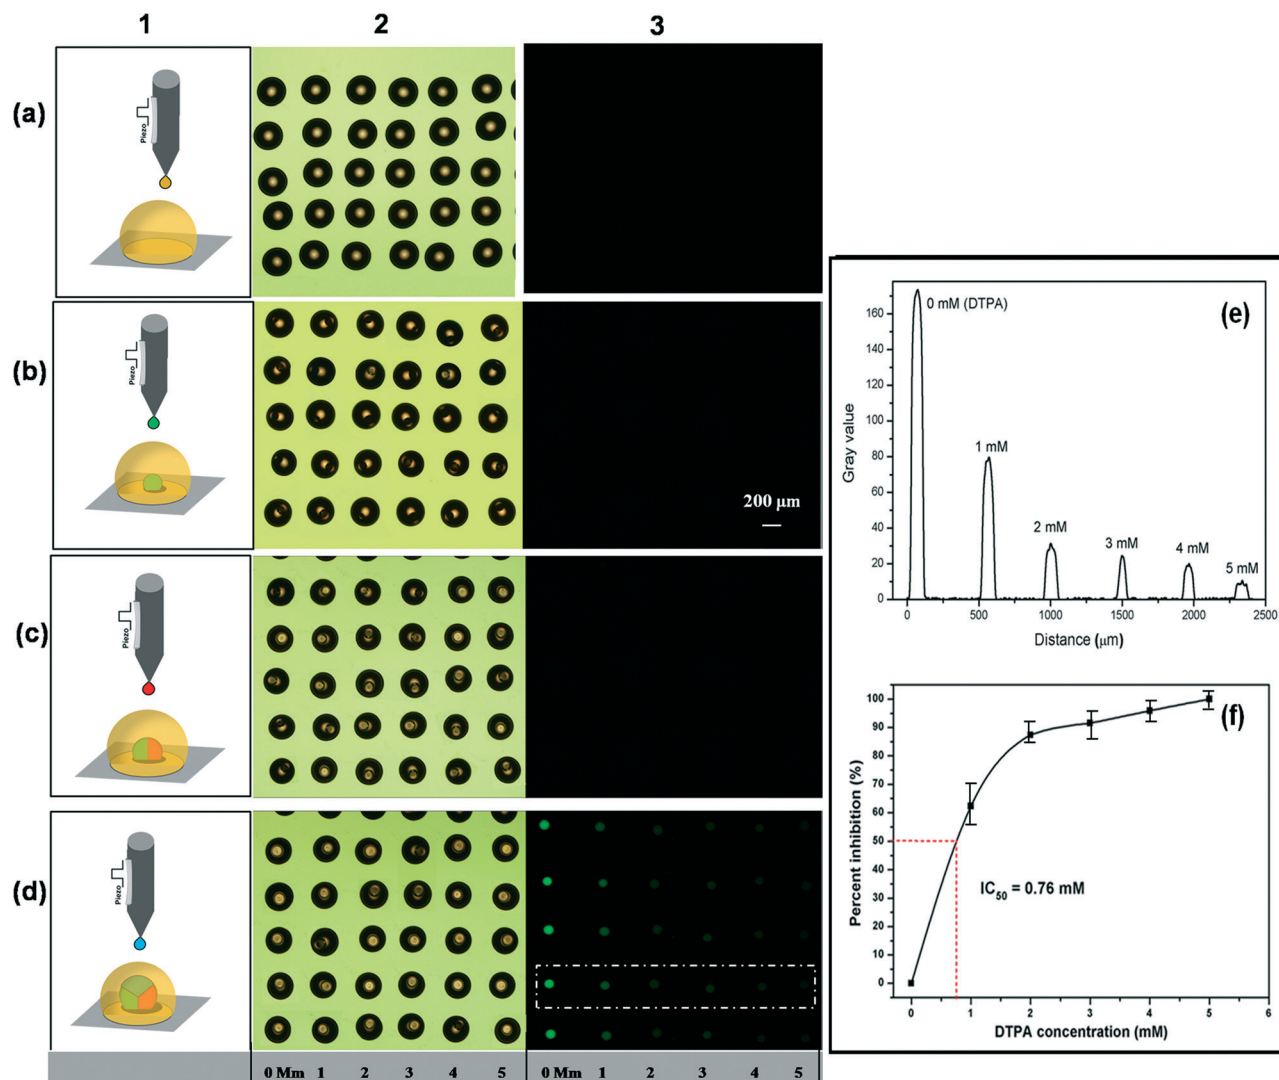 1 2 3
(a)
Piezo
(b)
Piezo
200 μm
(c)
Piezo
(d)
Piezo
0 Mm 1 2 3 4 5 0 Mm 1 2 3 4 5
(e)
0 mM (DTPA)
1 mM
2 mM
3 mM
4 mM
5 mM
Gray value
160
140
120
100
80
60
40
20
0
0 500 1000 1500 2000 2500
Distance (μm)
(f)
Percent inhibition (%)
100
90
80
70
60
50
40
30
20
10
0
IC50 = 0.76 mM
0 1 2 3 4 5 6
DTPA concentration (mM)